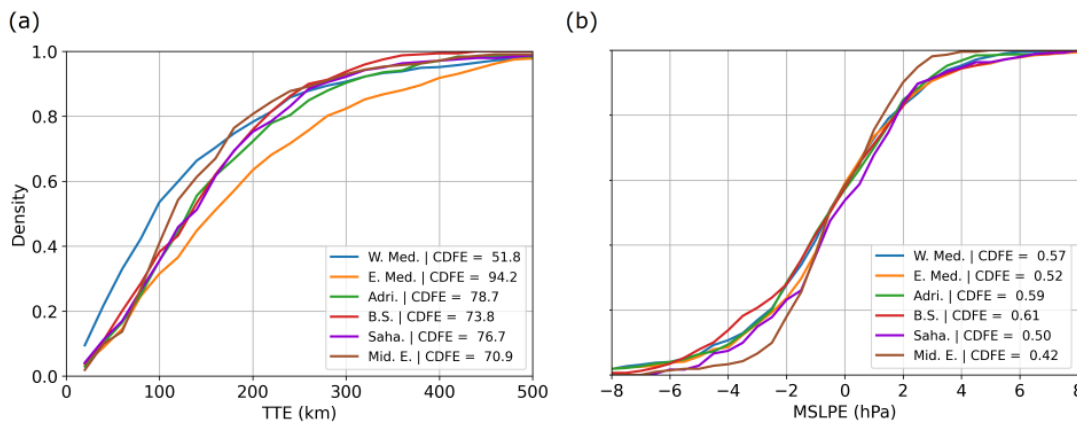 (a)
(b)
1.0
0.8
0.6
0.4
0.2
0.0
Density
W. Med. | CDFE = 51.8
E. Med. | CDFE = 94.2
Adri. | CDFE = 78.7
B.S. | CDFE = 73.8
Saha. | CDFE = 76.7
Mid. E. | CDFE = 70.9
0 100 200 300 400 500
TTE (km)
W. Med. | CDFE = 0.57
E. Med. | CDFE = 0.52
Adri. | CDFE = 0.59
B.S. | CDFE = 0.61
Saha. | CDFE = 0.50
Mid. E. | CDFE = 0.42
−8 −6 −4 −2 0 2 4 6 8
MSLPE (hPa)